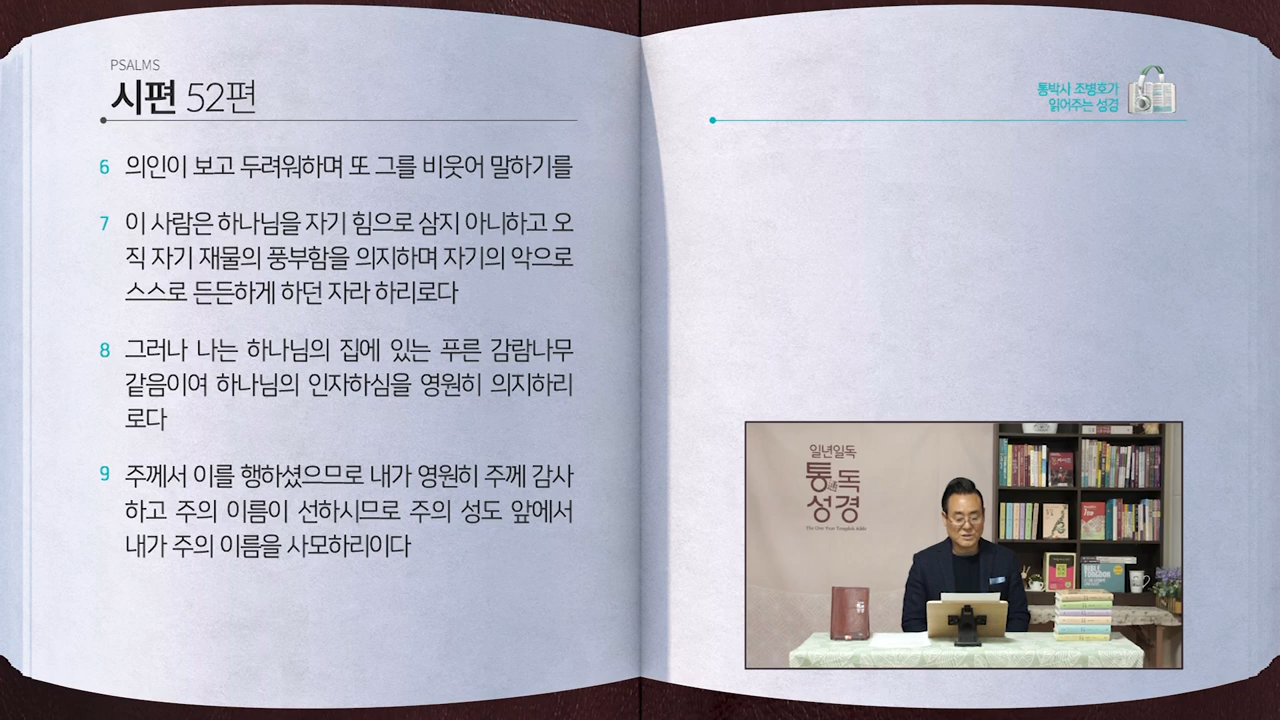 PSALMS
시편 52편
6 의인이 보고 두려워하며 또 그를 비웃어 말하기를
7 이 사람은 하나님을 자기 힘으로 삼지 아니하고 오
직 자기 재물의 풍부함을 의지하며 자기의 악으로
스스로 든든하게 하던 자라 하리로다
8 그러나 나는 하나님의 집에 있는 푸른 감람나무
같음이여 하나님의 인자하심을 영원히 의지하리
로다
9 주께서 이를 행하셨으므로 내가 영원히 주께 감사
하고 주의 이름이 선하시므로 주의 성도 앞에서
내가 주의 이름을 사모하리이다
통박사 조병호가
읽어주는 성경
일년일독
통독
성경
The One Year Tongdok Bible
BIBLE
TONGDOK